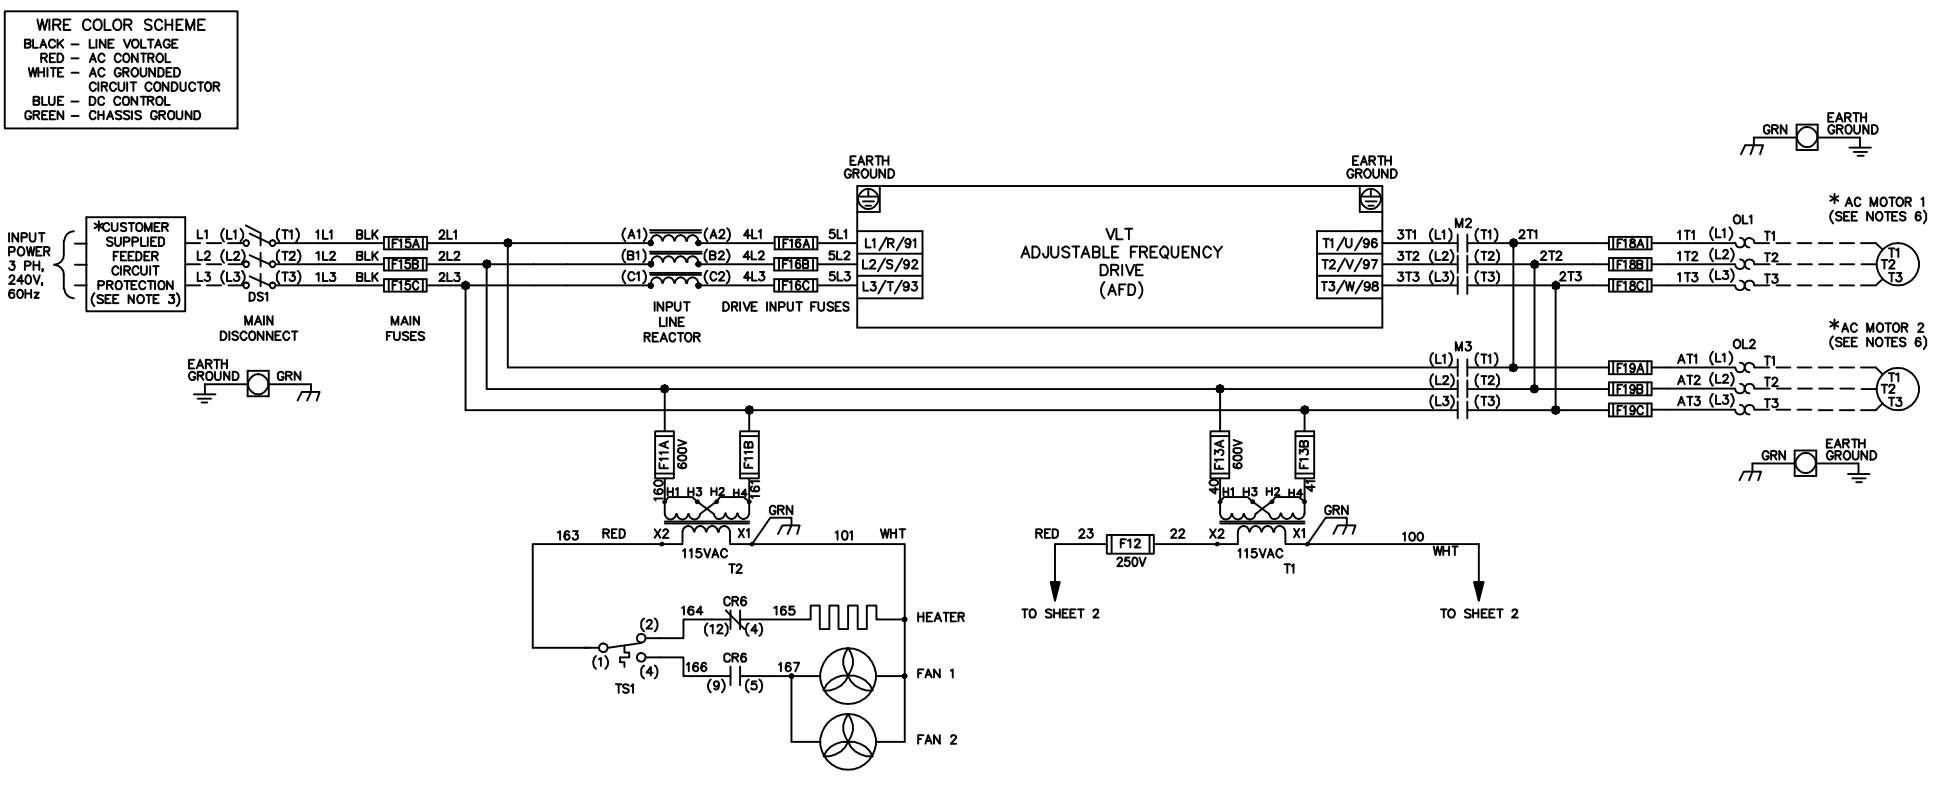 WIRE COLOR SCHEME
BLACK – LINE VOLTAGE
RED – AC CONTROL
WHITE – AC GROUNDED
CIRCUIT CONDUCTOR
BLUE – DC CONTROL
GREEN – CHASSIS GROUND
GRN
EARTH
GROUND
INPUT
POWER
3 PH,
240V,
60Hz
*CUSTOMER
SUPPLIED
FEEDER
CIRCUIT
PROTECTION
(SEE NOTE 3)
L1 (L1) (T1) 1L1 BLK F15A 2L1
L2 (L2) (T2) 1L2 BLK F15B 2L2
L3 (L3) (T3) 1L3 BLK F15C 2L3
DS1
MAIN
DISCONNECT
MAIN
FUSES
EARTH
GROUND
GRN
(A1) (A2) 4L1 F16A 5L1
(B1) (B2) 4L2 F16B 5L2
(C1) (C2) 4L3 F16C 5L3
INPUT
LINE
REACTOR
DRIVE INPUT FUSES
EARTH
GROUND
L1/R/91
L2/S/92
L3/T/93
VLT
ADJUSTABLE FREQUENCY
DRIVE
(AFD)
EARTH
GROUND
T1/U/96
T2/V/97
T3/W/98
M2
3T1 (L1) (T1) 2T1 F18A 1T1 (L1) T1
3T2 (L2) (T2) 2T2 F18B 1T2 (L2) T2
3T3 (L3) (T3) 2T3 F18C 1T3 (L3) T3
OL1
* AC MOTOR 1
(SEE NOTES 6)
T1
T2
T3
M3
(L1) (T1) F19A AT1 (L1) T1
(L2) (T2) F19B AT2 (L2) T2
(L3) (T3) F19C AT3 (L3) T3
OL2
* AC MOTOR 2
(SEE NOTES 6)
T1
T2
T3
GRN
EARTH
GROUND
F11A
600V
F11B
160
161
H1 H3 H2 H4
GRN
163 RED X2 X1 101 WHT
115VAC
T2
F13A
600V
F13B
40
41
H1 H3 H2 H4
GRN
RED 23 F12 22 X2 X1 100
WHT
250V
115VAC
T1
TO SHEET 2
TO SHEET 2
CR6
164 165
(12) (4)
HEATER
(2)
(1)
(4)
TS1
CR6
166 167
(9) (5)
FAN 1
FAN 2